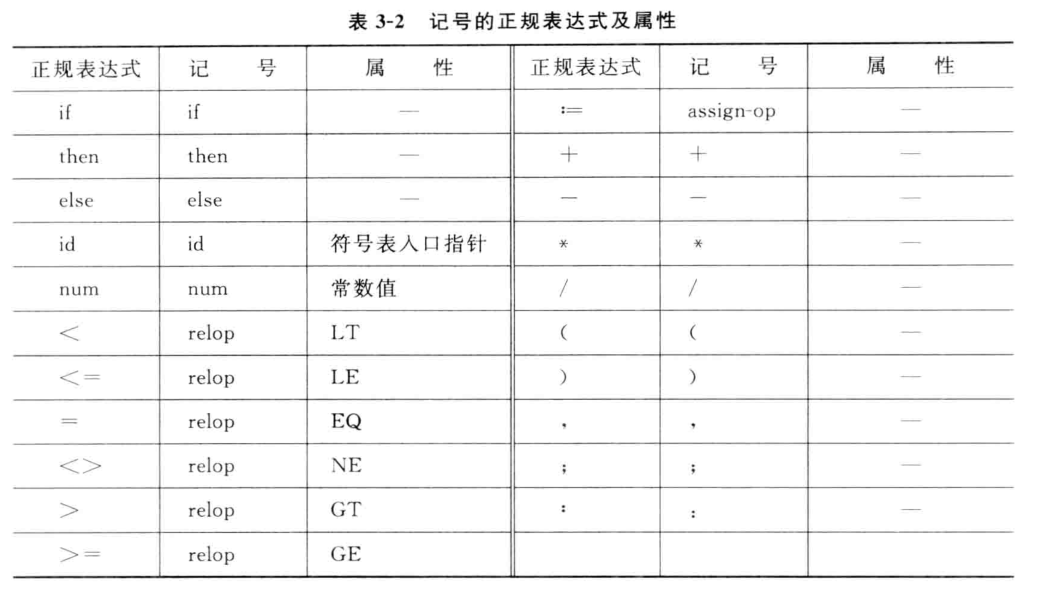 表 3-2 记号的正规表达式及属性
正规表达式 记 号 属 性 正规表达式 记 号 属 性
if if — := assign-op —
then then — + + —
else else — - - —
id id 符号表入口指针 * * —
num num 常数值 / / —
< relop LT ( ( —
<= relop LE ) ) —
= relop EQ , , —
<> relop NE ; ; —
> relop GT : : —
>= relop GE